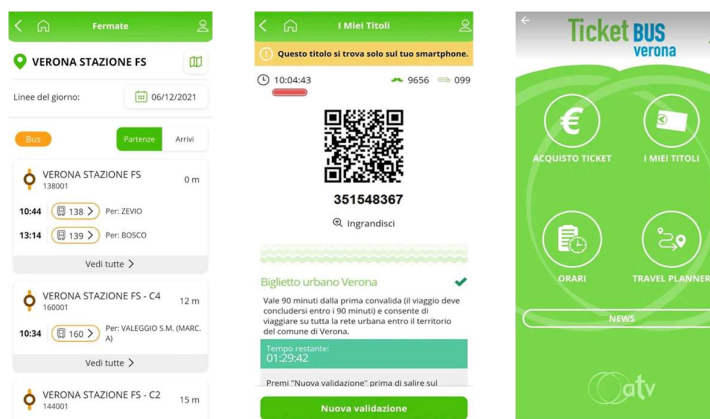 Fermate
VERONA STAZIONE FS
Linee del giorno:
06/12/2021
Bus
Partenze
Arrivi
VERONA STAZIONE FS
0 m
138001
10:44
138
Per: ZEVIO
13:14
139
Per: BOSCO
Vedi tutte
VERONA STAZIONE FS - C4
12 m
160001
10:34
160
Per: VALEGGIO S.M. (MARC.
A)
Vedi tutte
VERONA STAZIONE FS - C2
15 m
144001
I Miei Titoli
Questo titolo si trova solo sul tuo smartphone.
10:04:43
9656
099
351548367
Ingrandisci
Biglietto urbano Verona
Vale 90 minuti dalla prima convalida (il viaggio deve
concludersi entro i 90 minuti) e consente di
viaggiare su tutta la rete urbana entro il territorio
del comune di Verona.
Tempo restante:
01:29:42
Premi "Nuova validazione" prima di salire sul
Nuova validazione
Ticket BUS
verona
ACQUISTO TICKET
I MIEI TITOLI
ORARI
TRAVEL PLANNER
NEWS
atv